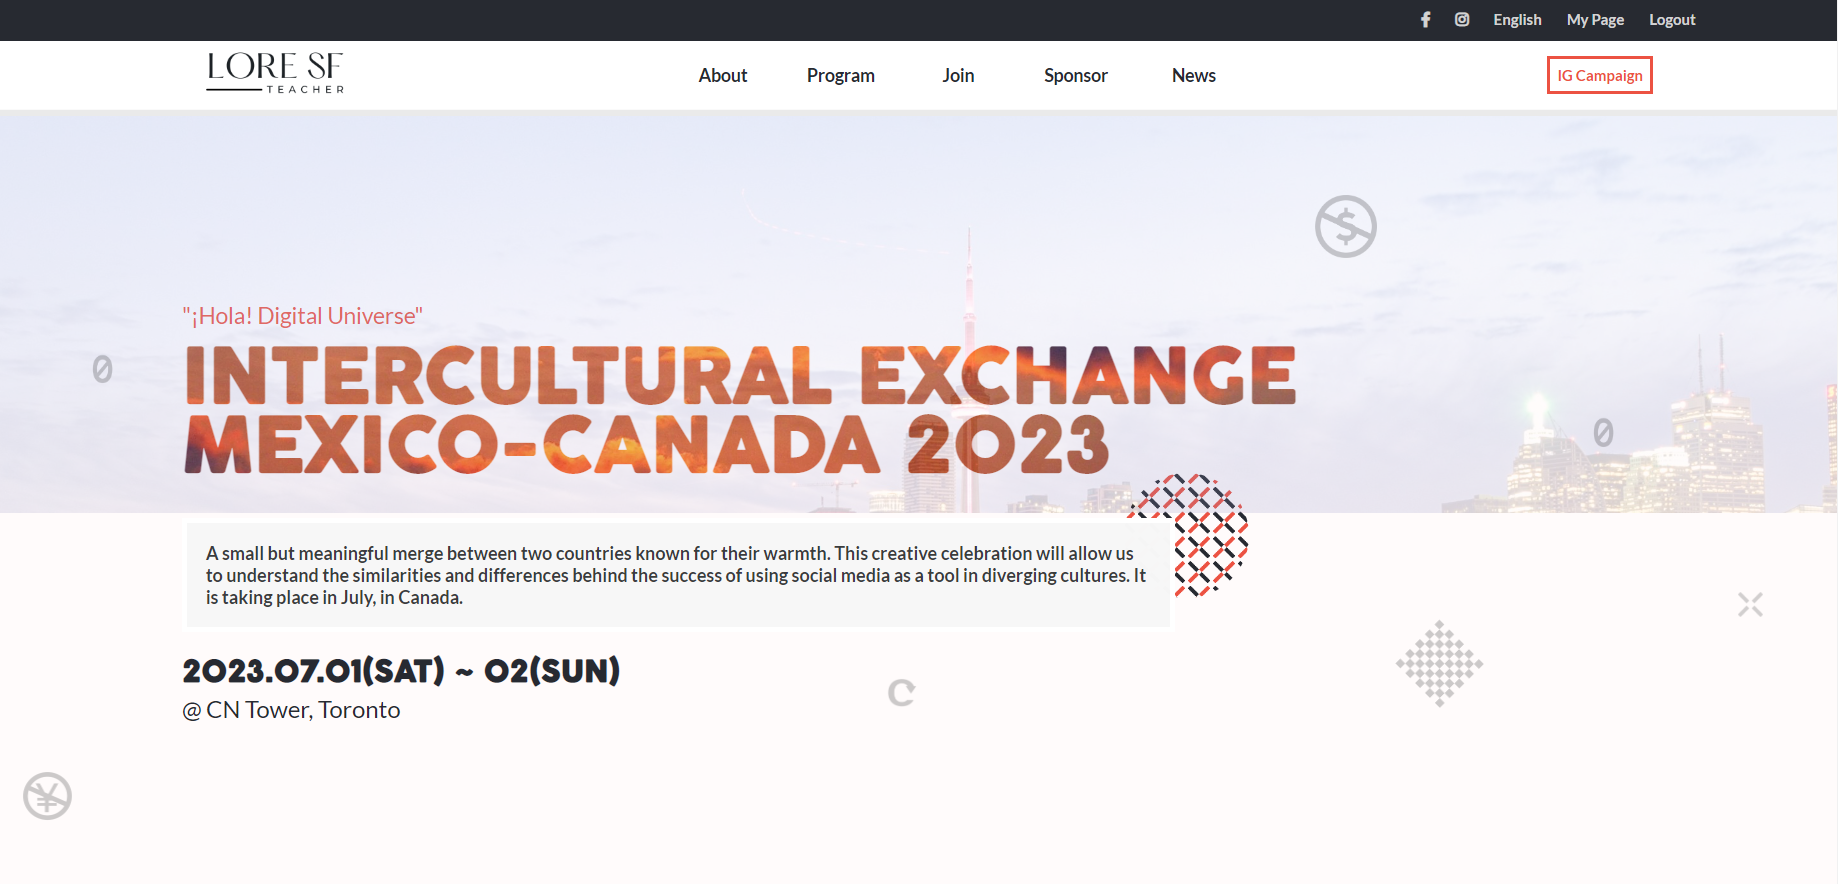 English My Page Logout
LORE SF
TEACHER
About Program Join Sponsor News
IG Campaign
"¡Hola! Digital Universe"
INTERCULTURAL EXCHANGE
MEXICO-CANADA 2023
A small but meaningful merge between two countries known for their warmth. This creative celebration will allow us
to understand the similarities and differences behind the success of using social media as a tool in diverging cultures. It
is taking place in July, in Canada.
2023.07.01(SAT) ~ 02(SUN)
@ CN Tower, Toronto